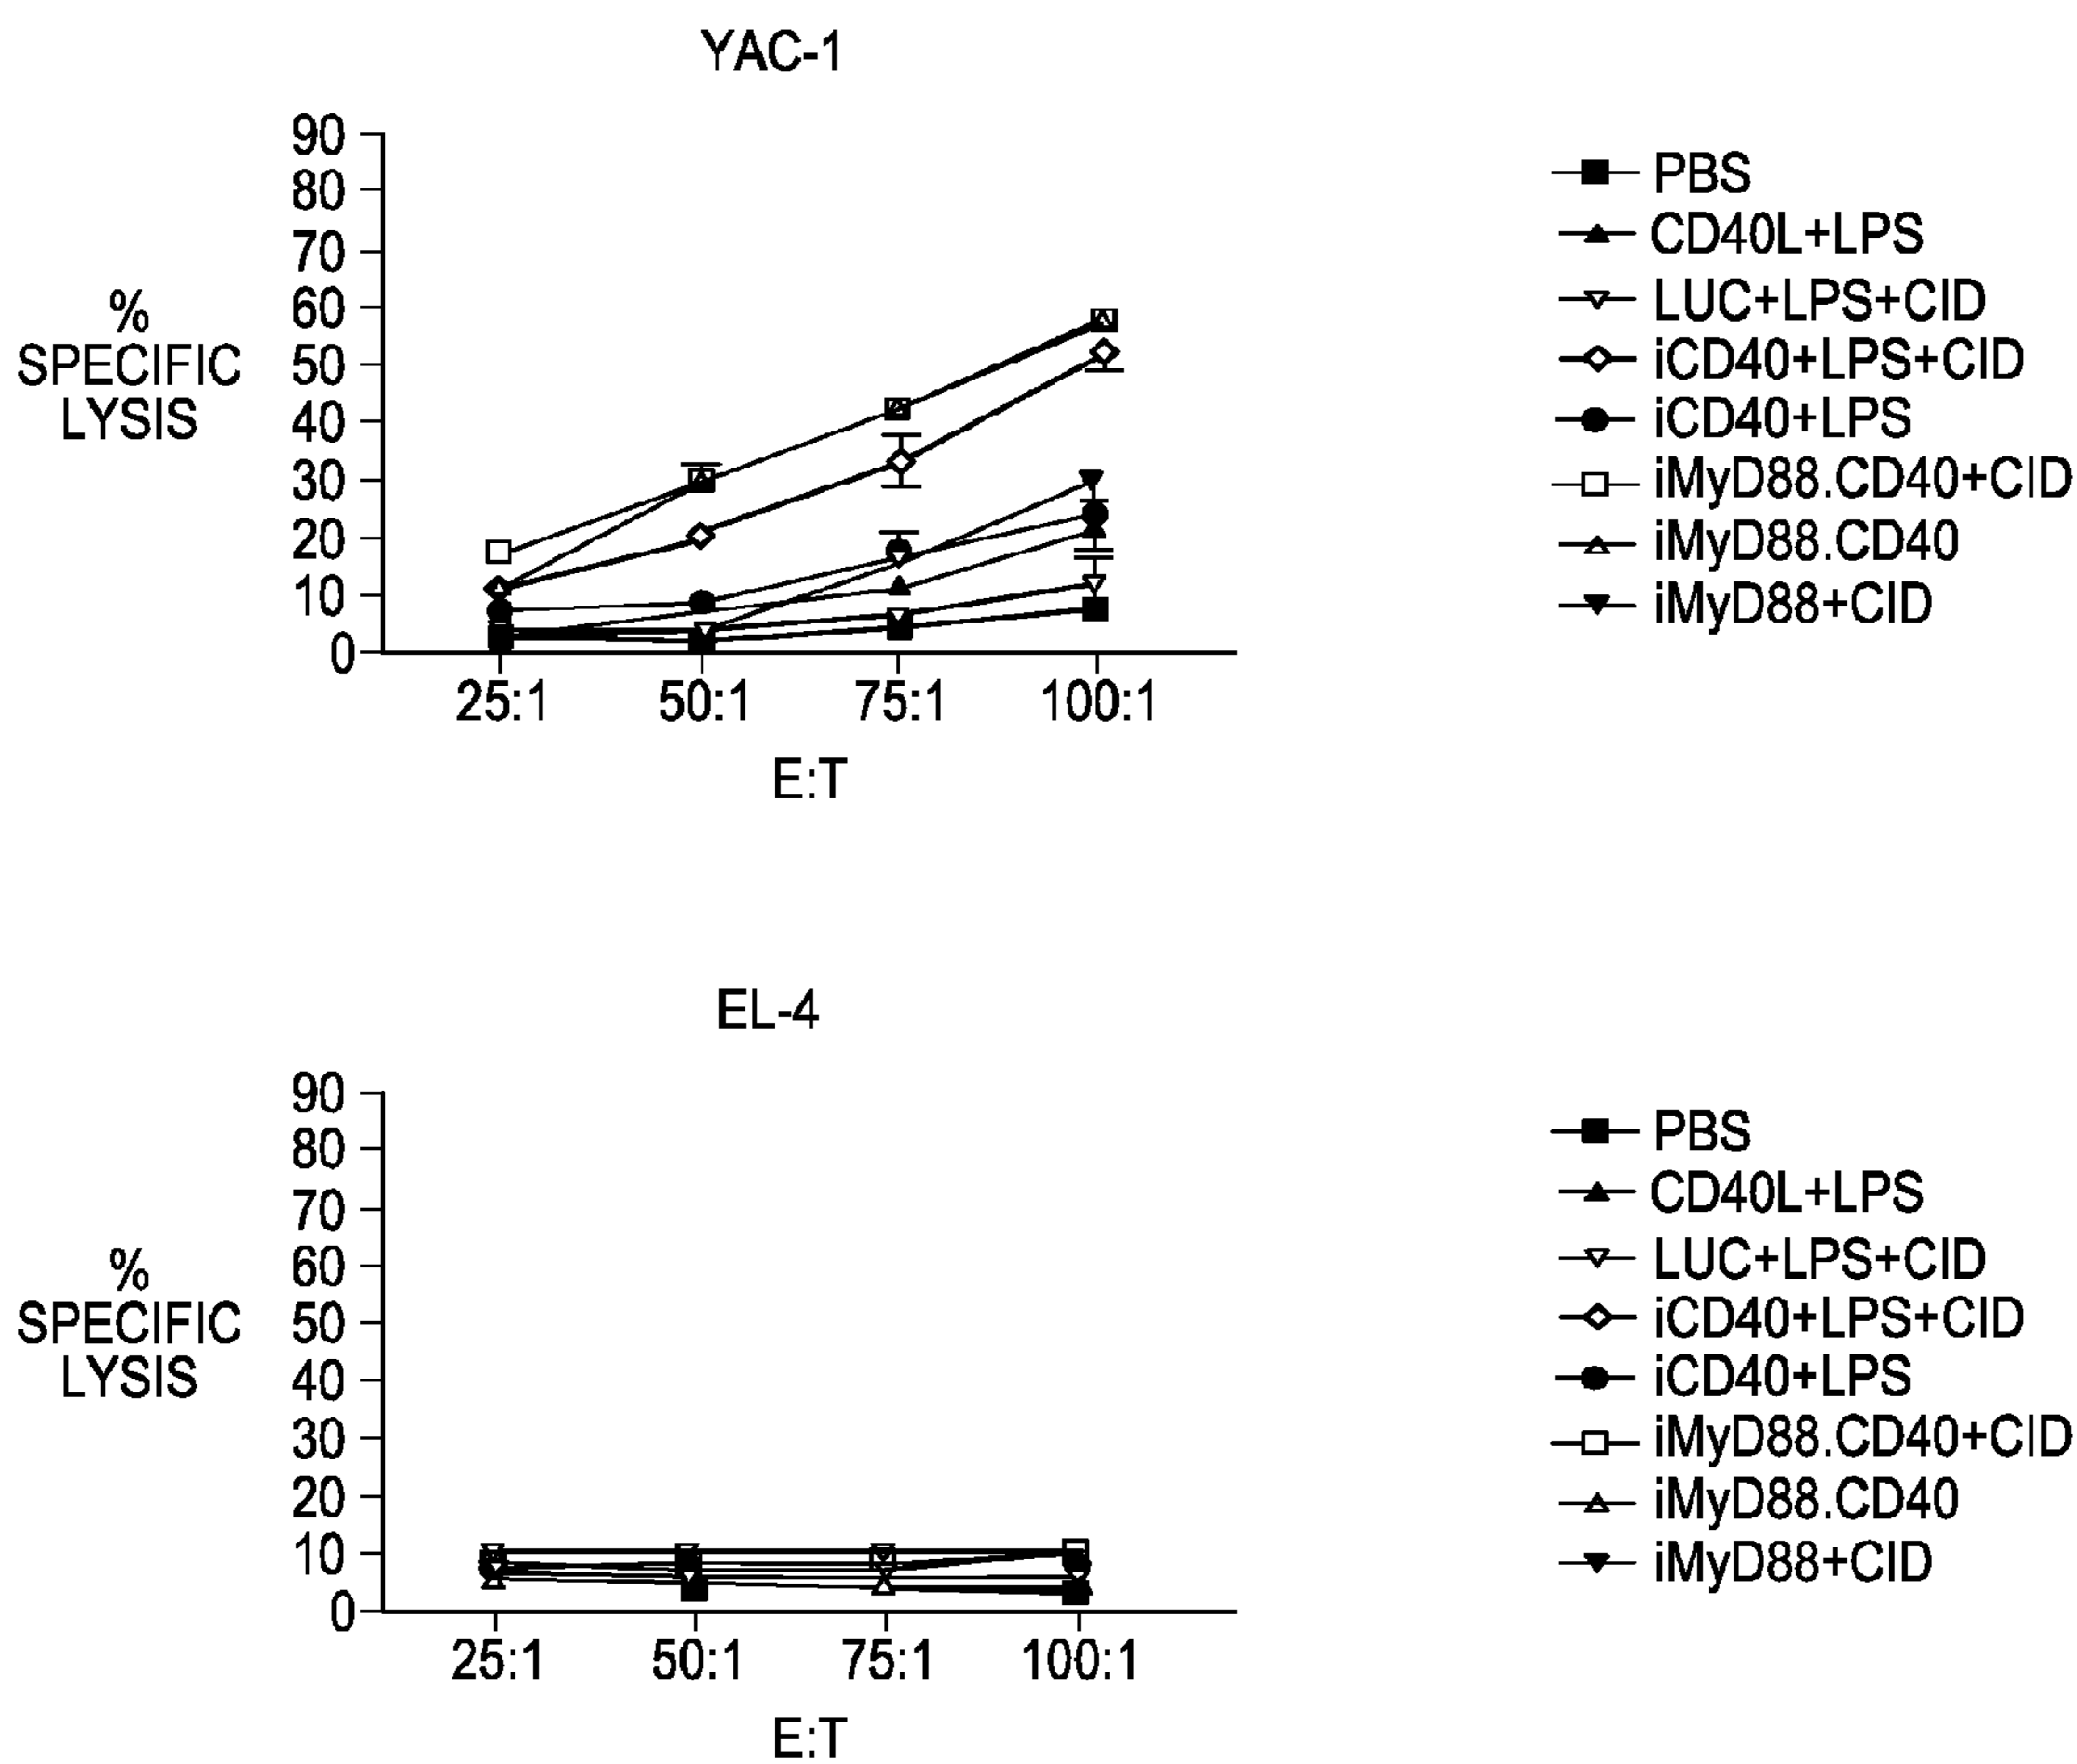 YAC-1
90
80
70
60
50
40
30
20
10
0
%
SPECIFIC
LYSIS
25:1 50:1 75:1 100:1
E:T
PBS
CD40L+LPS
LUC+LPS+CID
iCD40+LPS+CID
iCD40+LPS
iMyD88.CD40+CID
iMyD88.CD40
iMyD88+CID
EL-4
90
80
70
60
50
40
30
20
10
0
%
SPECIFIC
LYSIS
25:1 50:1 75:1 100:1
E:T
PBS
CD40L+LPS
LUC+LPS+CID
iCD40+LPS+CID
iCD40+LPS
iMyD88.CD40+CID
iMyD88.CD40
iMyD88+CID